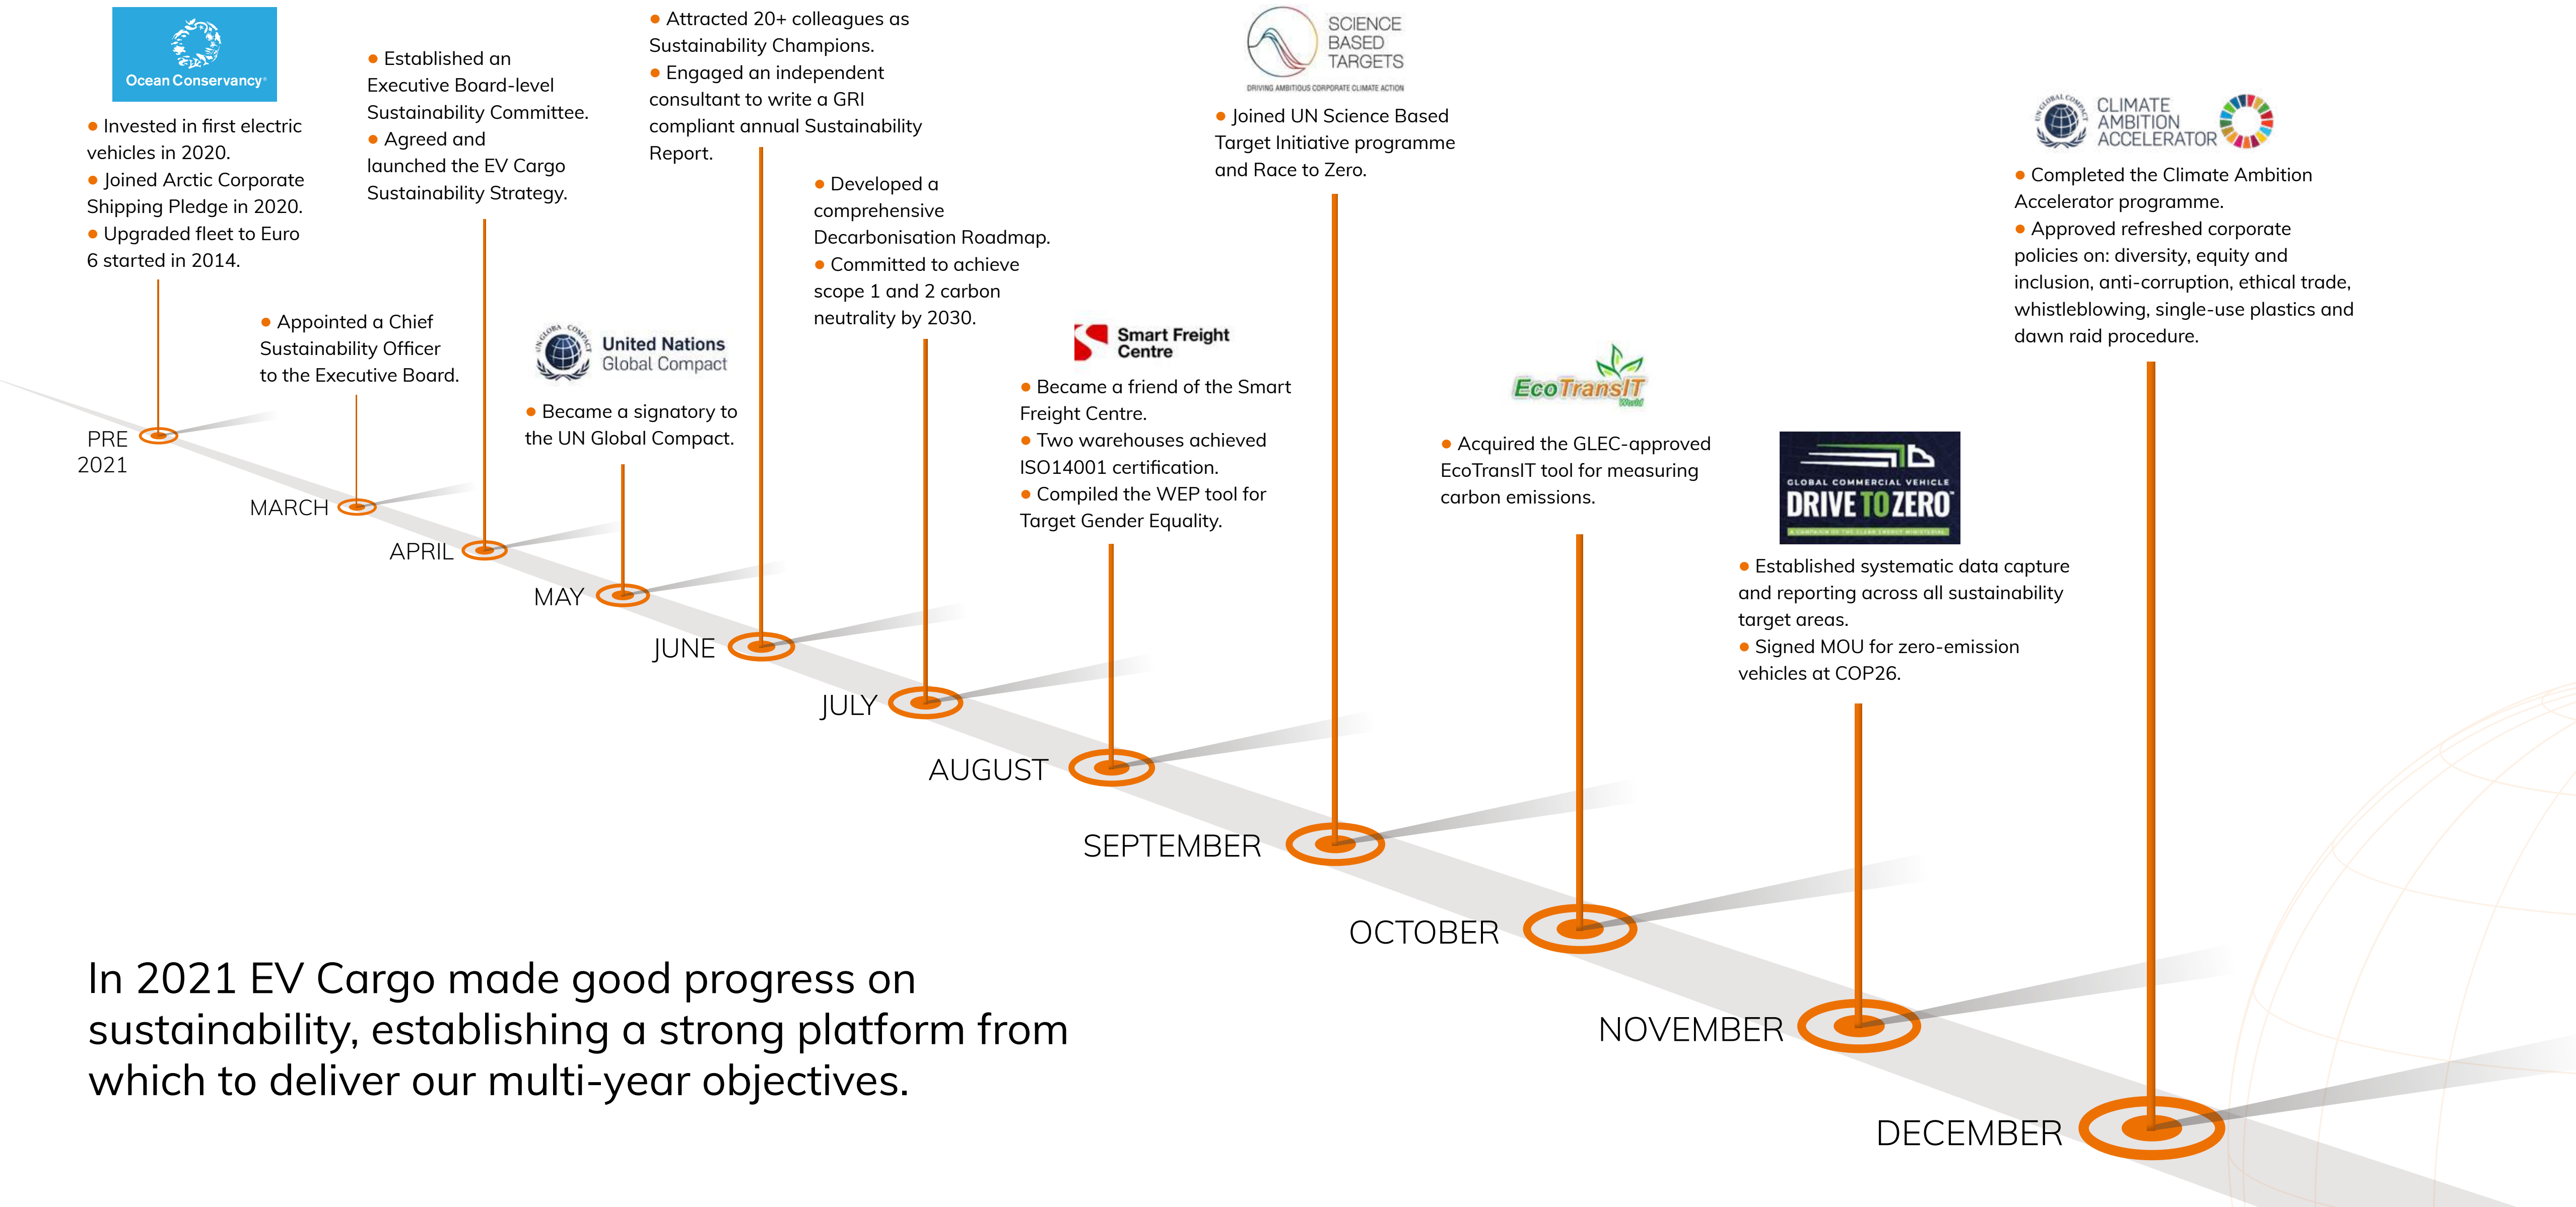 Ocean Conservancy
● Invested in first electric
vehicles in 2020.
● Joined Arctic Corporate
Shipping Pledge in 2020.
● Upgraded fleet to Euro
6 started in 2014.
PRE
2021
● Appointed a Chief
Sustainability Officer
to the Executive Board.
MARCH
● Established an
Executive Board-level
Sustainability Committee.
● Agreed and
launched the EV Cargo
Sustainability Strategy.
APRIL
United Nations
Global Compact
● Became a signatory to
the UN Global Compact.
MAY
● Attracted 20+ colleagues as
Sustainability Champions.
● Engaged an independent
consultant to write a GRI
compliant annual Sustainability
Report.
JUNE
● Developed a
comprehensive
Decarbonisation Roadmap.
● Committed to achieve
scope 1 and 2 carbon
neutrality by 2030.
JULY
Smart Freight
Centre
● Became a friend of the Smart
Freight Centre.
● Two warehouses achieved
ISO14001 certification.
● Compiled the WEP tool for
Target Gender Equality.
AUGUST
SCIENCE
BASED
TARGETS
DRIVING AMBITIOUS CORPORATE CLIMATE ACTION
● Joined UN Science Based
Target Initiative programme
and Race to Zero.
SEPTEMBER
EcoTransIT
World
● Acquired the GLEC-approved
EcoTransIT tool for measuring
carbon emissions.
OCTOBER
GLOBAL COMMERCIAL VEHICLE
DRIVE TO ZERO™
A CAMPAIGN OF THE CLEAN ENERGY MINISTERIAL
● Established systematic data capture
and reporting across all sustainability
target areas.
● Signed MOU for zero-emission
vehicles at COP26.
NOVEMBER
UN GLOBAL COMPACT
CLIMATE
AMBITION
ACCELERATOR
● Completed the Climate Ambition
Accelerator programme.
● Approved refreshed corporate
policies on: diversity, equity and
inclusion, anti-corruption, ethical trade,
whistleblowing, single-use plastics and
dawn raid procedure.
DECEMBER
In 2021 EV Cargo made good progress on
sustainability, establishing a strong platform from
which to deliver our multi-year objectives.